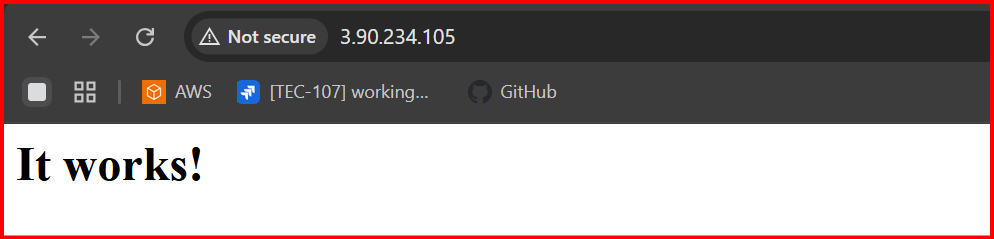 Not secure 3.90.234.105
AWS [TEC-107] working... GitHub
It works!